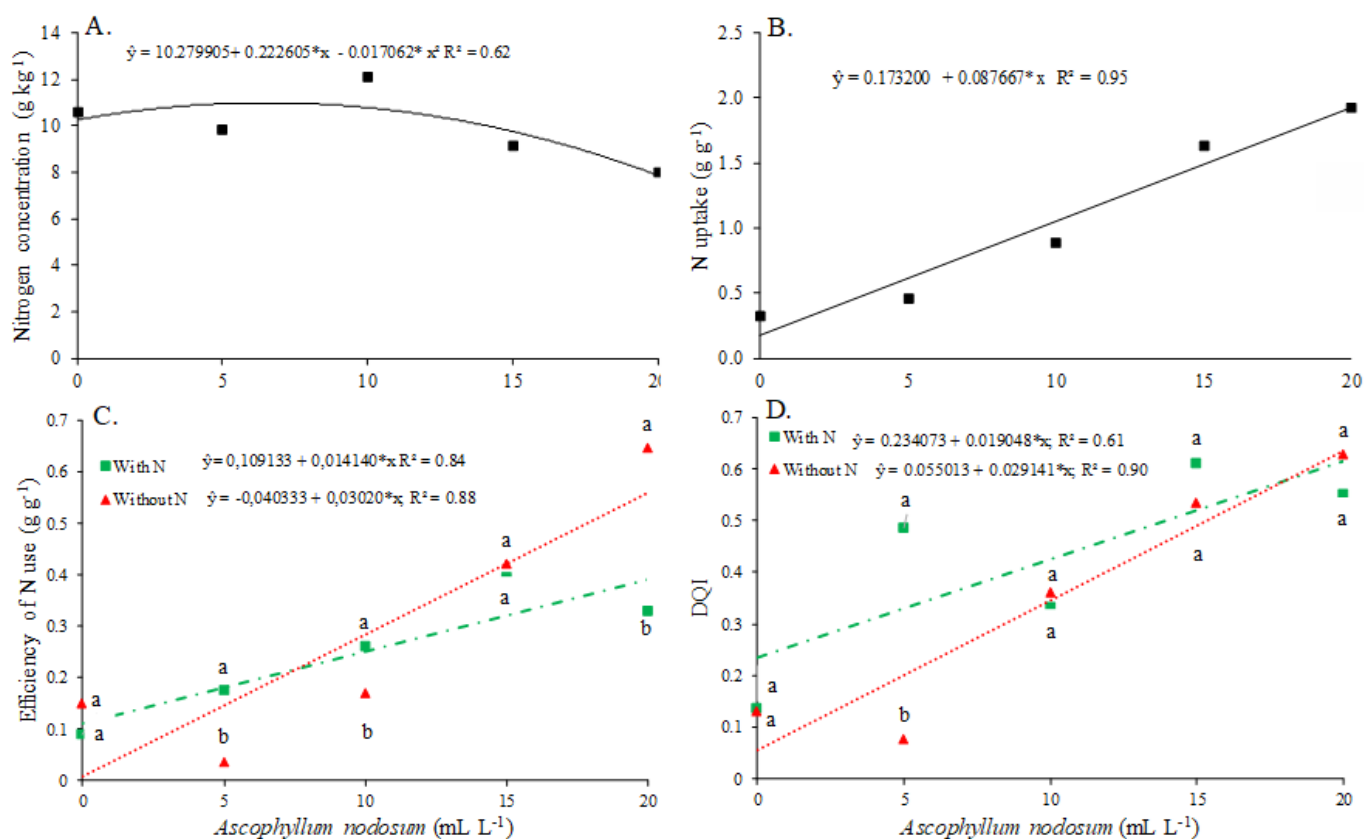 A.
ŷ = 10.279905+ 0.222605*x - 0.017062* x² R² = 0.62
Nitrogen concentration (g kg⁻¹)
14
12
10
8
6
4
2
0
0 5 10 15 20
B.
ŷ = 0.173200 + 0.087667* x R² = 0.95
N uptake (g g⁻¹)
2.5
2.0
1.5
1.0
0.5
0.0
0 5 10 15 20
C.
With N ŷ= 0,109133 + 0,014140*x R² = 0.84
Without N ŷ = -0,040333 + 0,03020*x; R² = 0.88
Efficiency of N use (g g⁻¹)
0.7
0.6
0.5
0.4
0.3
0.2
0.1
0
a
a
a
b
a
b
a
a
a
b
0 5 10 15 20
Ascophyllum nodosum (mL L⁻¹)
D.
With N ŷ = 0.234073 + 0.019048*x; R² = 0.61
Without N ŷ = 0.055013 + 0.029141*x; R² = 0.90
DQI
0.7
0.6
0.5
0.4
0.3
0.2
0.1
0
a
a
a
b
a
a
a
a
a
a
0 5 10 15 20
Ascophyllum nodosum (mL L⁻¹)